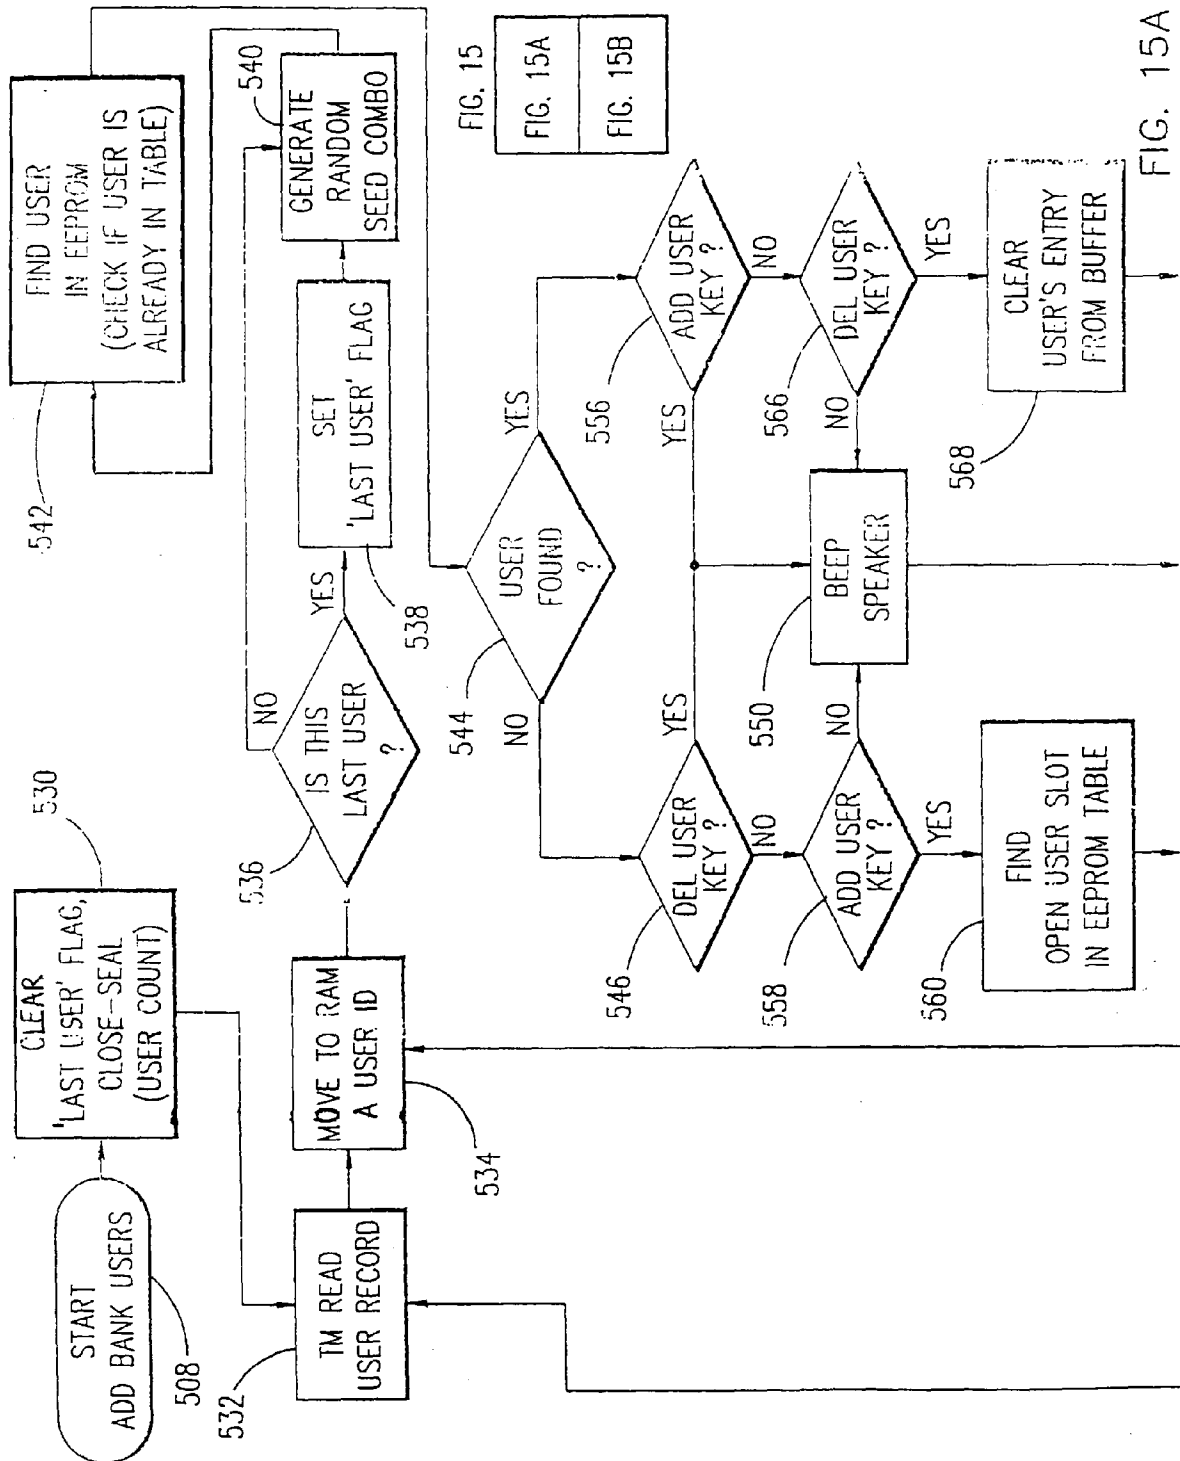 START
ADD BANK USERS
508
CLEAR
'LAST USER' FLAG,
CLOSE-SEAL
(USER COUNT)
530
FIND USER
IN EEPROM
(CHECK IF USER IS
ALREADY IN TABLE)
542
TM READ
USER RECORD
532
MOVE TO RAM
A USER ID
534
IS THIS
LAST USER
?
536
NO
YES
SET
'LAST USER' FLAG
538
GENERATE
RANDOM
SEED COMBO
540
USER
FOUND
?
544
NO
YES
FIG. 15
FIG. 15A
FIG. 15B
DEL USER
KEY ?
546
YES
NO
ADD USER
KEY ?
556
YES
NO
ADD USER
KEY ?
558
NO
YES
BEEP
SPEAKER
550
DEL USER
KEY ?
566
NO
YES
FIND
OPEN USER SLOT
IN EEPROM TABLE
560
CLEAR
USER'S ENTRY
FROM BUFFER
568
FIG. 15A